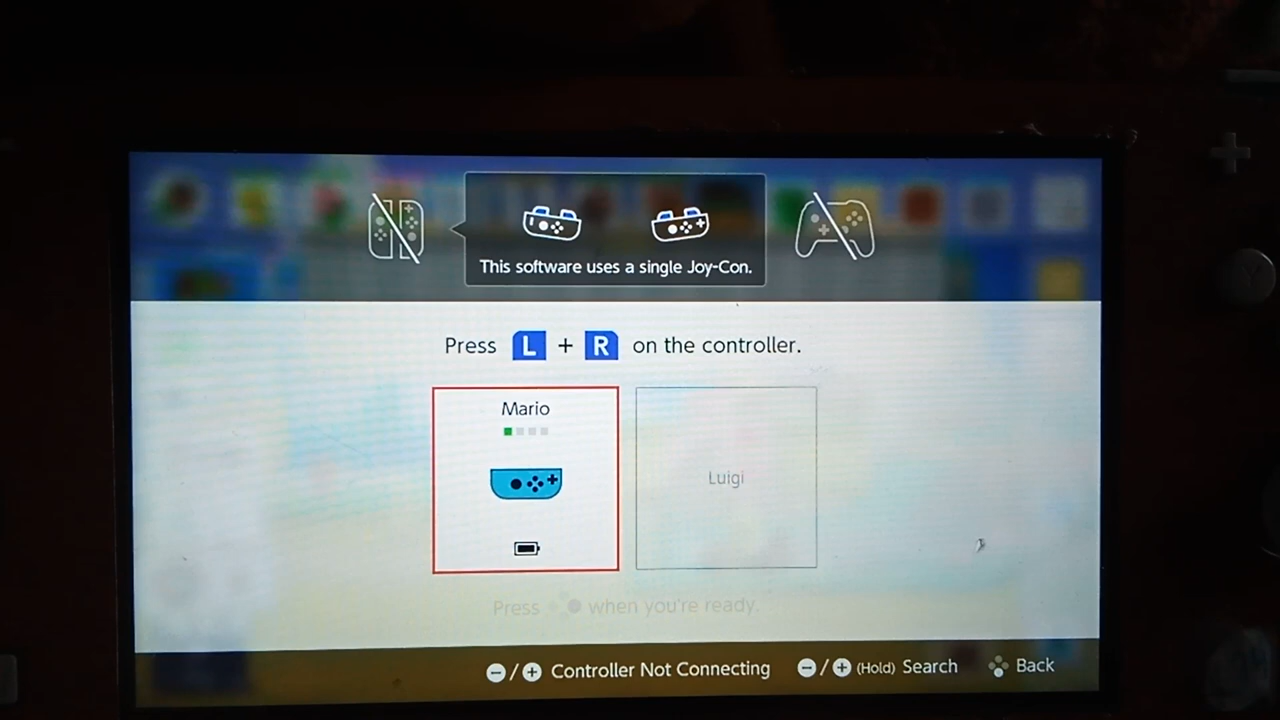 This software uses a single Joy-Con.
Press L + R on the controller.
Mario
Luigi
Press when you're ready.
-/+ Controller Not Connecting -/+ (Hold) Search Back
Y